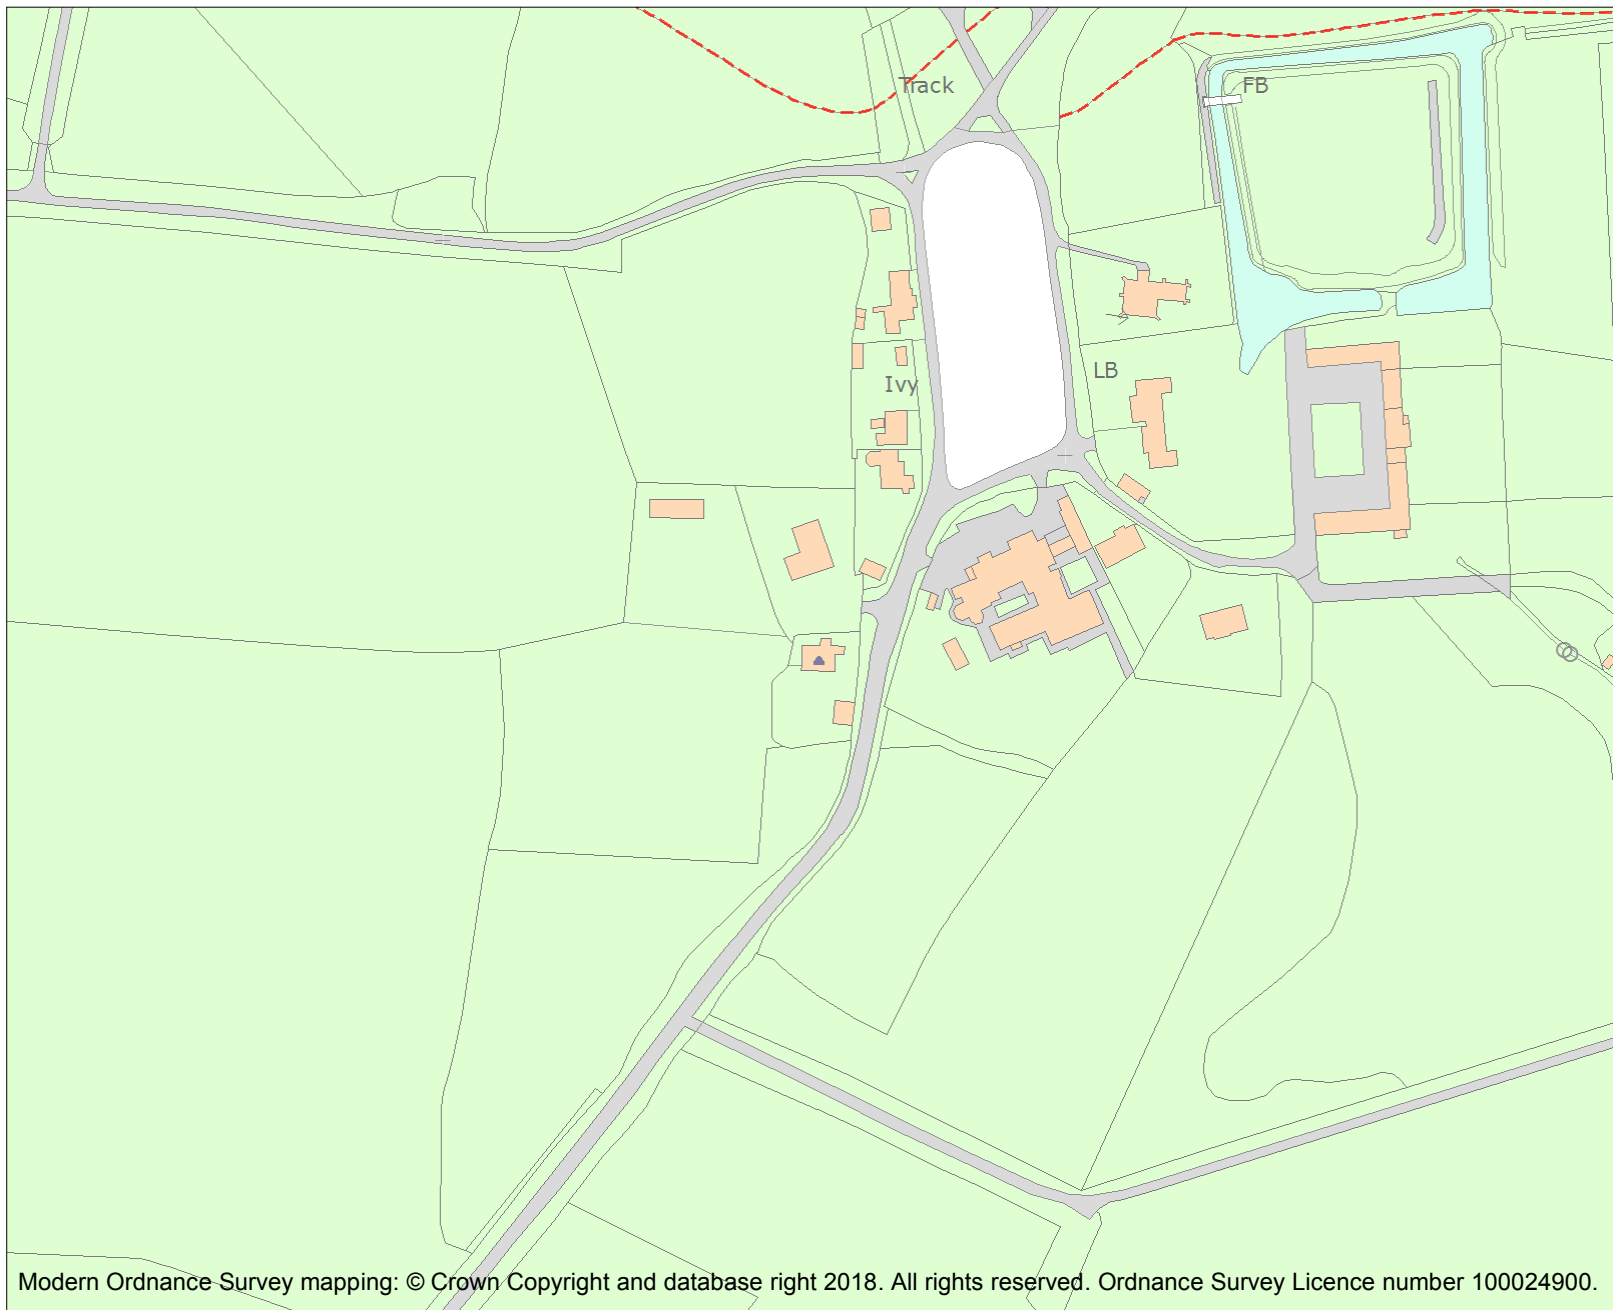 Track
FB
LB
Ivy
Modern Ordnance Survey mapping: © Crown Copyright and database right 2018. All rights reserved. Ordnance Survey Licence number 100024900.